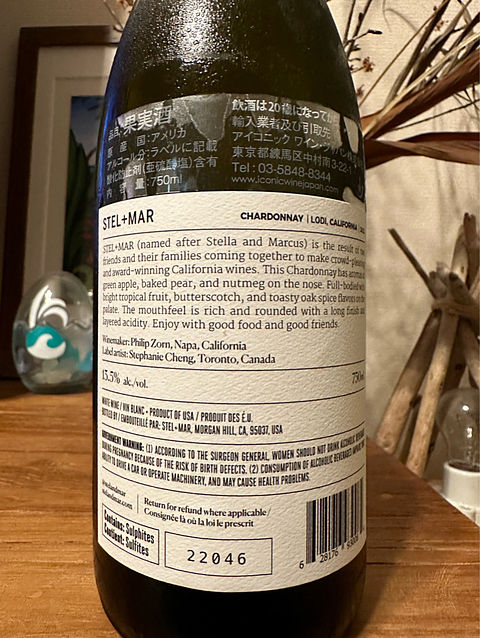 品目 果実酒
原産国:アメリカ
アルコール分:ラベルに記載
酸化防止剤(亜硫酸塩)含有
内容量:750ml
飲酒は20歳になってから
輸入業者及び引取先
アイコニック ワイン・ジャパン
東京都練馬区中村南3-22-1
Tel : 03-5848-8344
www.iconicwinejapan.com
STEL+MAR
CHARDONNAY | LODI, CALIFORNIA
STEL+MAR (named after Stella and Marcus) is the result of two
friends and their families coming together to make crowd-pleasing
and award-winning California wines. This Chardonnay has aromas of
green apple, baked pear, and nutmeg on the nose. Full-bodied with
bright tropical fruit, butterscotch, and toasty oak spice flavors on the
palate. The mouthfeel is rich and rounded with a long finish and
layered acidity. Enjoy with good food and good friends.
Winemaker: Philip Zorn, Napa, California
Label artist: Stephanie Cheng, Toronto, Canada
13.5% alc./vol.
750ml
WHITE WINE / VIN BLANC • PRODUCT OF USA / PRODUIT DES É.U.
BOTTLED BY / EMBOUTEILLÉ PAR: STEL+MAR, MORGAN HILL, CA, 95037, USA
GOVERNMENT WARNING: (1) ACCORDING TO THE SURGEON GENERAL, WOMEN SHOULD NOT DRINK ALCOHOLIC BEVERAGES
DURING PREGNANCY BECAUSE OF THE RISK OF BIRTH DEFECTS. (2) CONSUMPTION OF ALCOHOLIC BEVERAGES IMPAIRS YOUR
ABILITY TO DRIVE A CAR OR OPERATE MACHINERY, AND MAY CAUSE HEALTH PROBLEMS.
@stelandmar
stelandmar.com
Return for refund where applicable/
Consignée là où la loi le prescrit
Contains: Sulphites
Contient: Sulfites
22046
6 28176